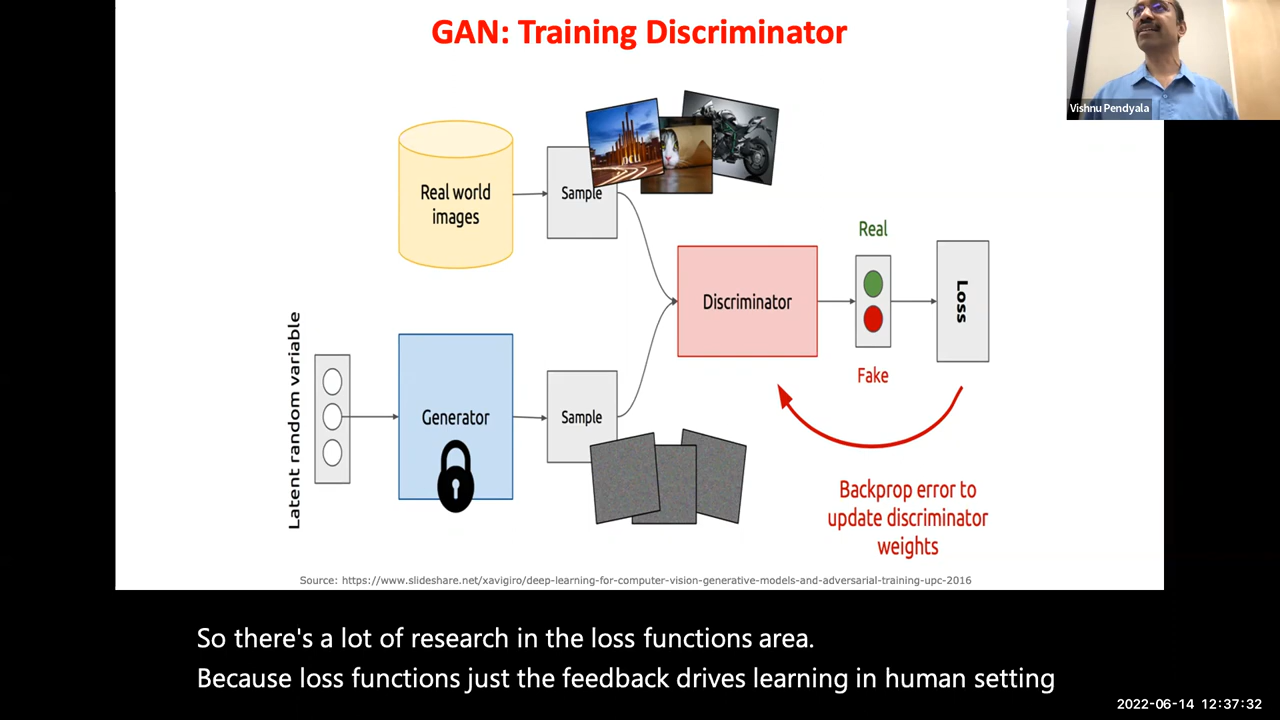 GAN: Training Discriminator
Vishnu Pendyala
Real world
images
Sample
DCU
Real
Discriminator
Loss
Fake
Latent random variable
Generator
Sample
Backprop error to
update discriminator
weights
Source: https://www.slideshare.net/xavigiro/deep-learning-for-computer-vision-generative-models-and-adversarial-training-upc-2016
So there's a lot of research in the loss functions area.
Because loss functions just the feedback drives learning in human setting
2022-06-14 12:37:32